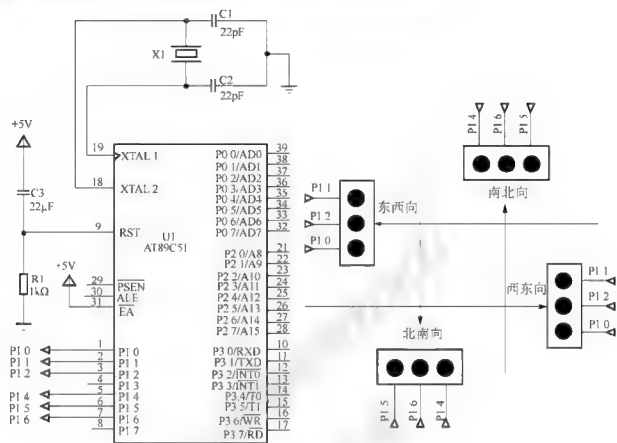 C1
22pF
X1
C2
22pF
+5V
C3
22μF
R1
1kΩ
+5V
19
XTAL 1
18
XTAL 2
9
RST
29
PSEN
30
ALE
31
EA
U1
AT89C51
P1 0
1
P1 0
P1 1
2
P1 1
P1 2
3
P1 2
4
P1 3
P1 4
5
P1 4
P1 5
6
P1 5
P1 6
7
P1 6
8
P1 7
P0 0/AD0
39
P0 1/AD1
38
P0 2/AD2
37
P0 3/AD3
36
P0 4/AD4
35
P0 5/AD5
34
P0 6/AD6
33
P0 7/AD7
32
P2 0/A8
21
P2 1/A9
22
P2 2/A10
23
P2 3/A11
24
P2 4/A12
25
P2 5/A13
26
P2 6/A14
27
P2 7/A15
28
P3 0/RXD
10
P3 1/TXD
11
P3 2/INT0
12
P3 3/INT1
13
P3.4/T0
14
P3 5/T1
15
P3 6/WR
16
P3 7/RD
17
P1 4
P1 6
P1 5
南北向
P1 1
P1 2
P1 0
东西向
西东向
P1 1
P1 2
P1 0
北南向
P1 5
P1 6
P1 4